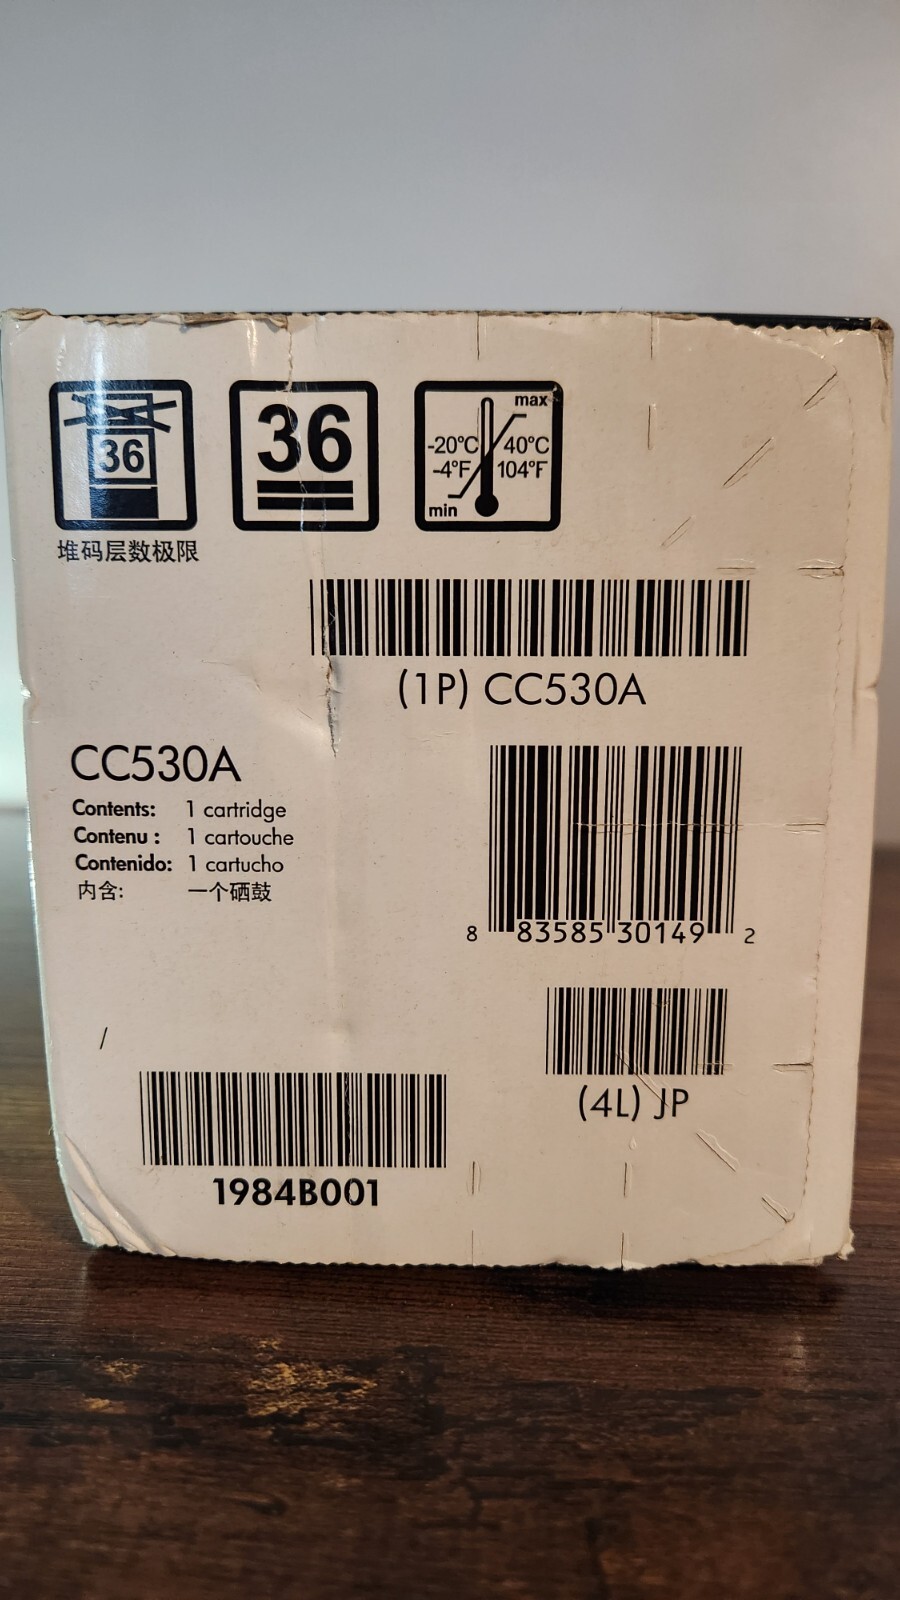 36
36
max
-20°C 40°C
-4°F 104°F
min
堆码层数极限
(1P) CC530A
CC530A
Contents: 1 cartridge
Contenu : 1 cartouche
Contenido: 1 cartucho
内含: 一个硒鼓
8 83585 30149 2
(4L) JP
1984B001